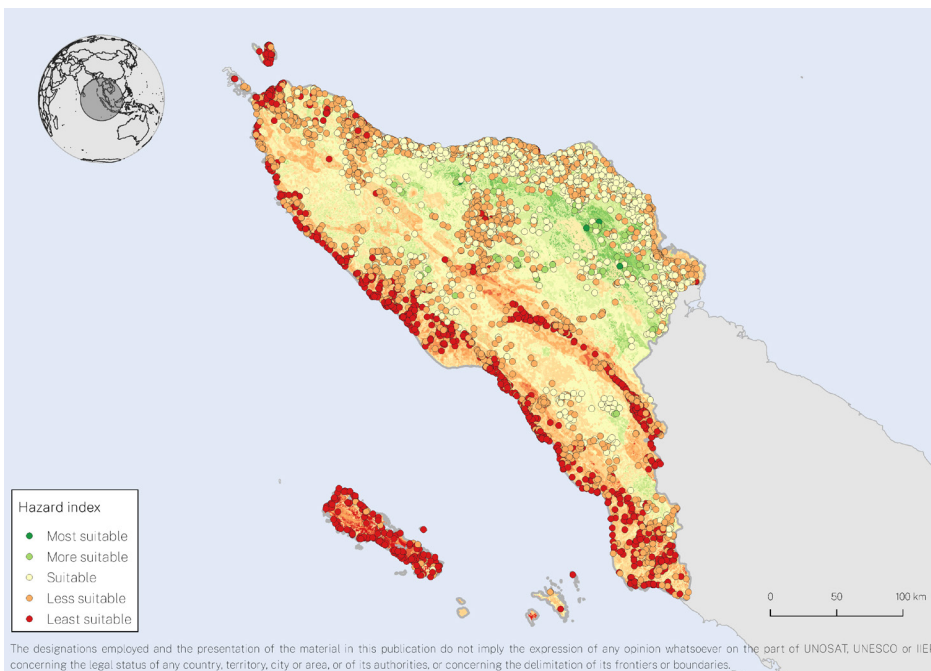 Hazard index
Most suitable
More suitable
Suitable
Less suitable
Least suitable
0 50 100 km
The designations employed and the presentation of the material in this publication do not imply the expression of any opinion whatsoever on the part of UNOSAT, UNESCO or
concerning the legal status of any country, territory, city or area, or of its authorities, or concerning the delimitation of its frontiers or boundaries.